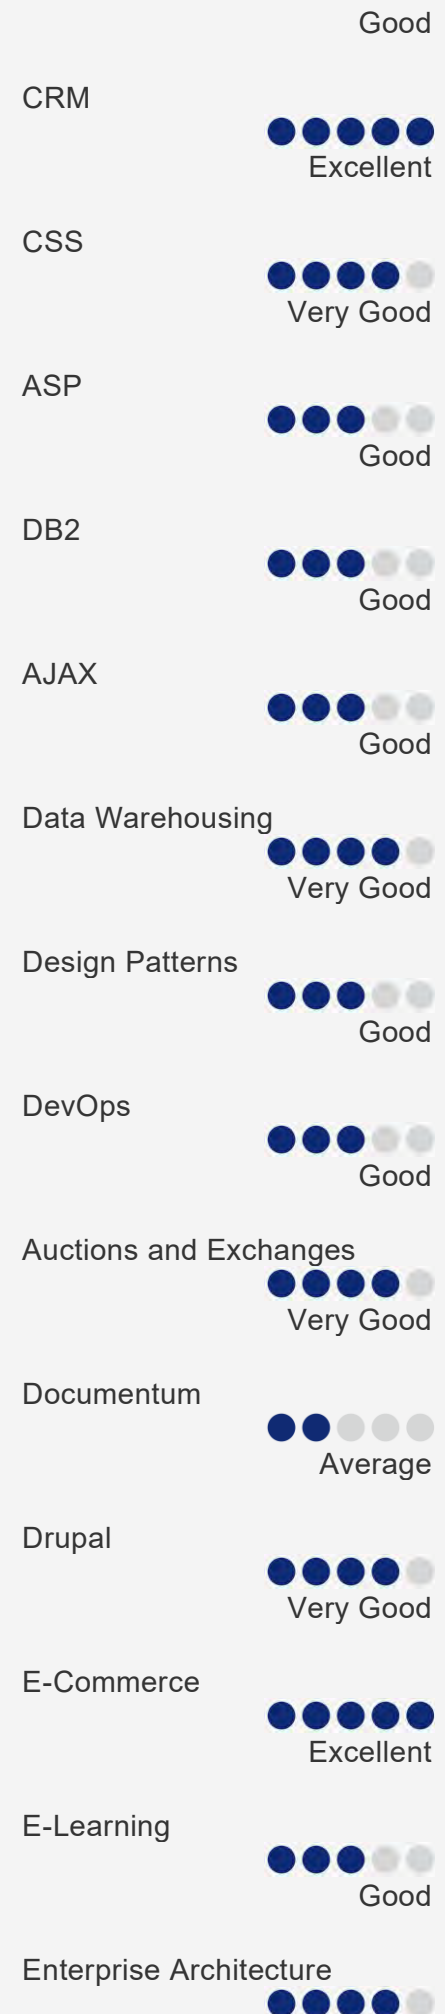 Good
CRM
Excellent
CSS
Very Good
ASP
Good
DB2
Good
AJAX
Good
Data Warehousing
Very Good
Design Patterns
Good
DevOps
Good
Auctions and Exchanges
Very Good
Documentum
Average
Drupal
Very Good
E-Commerce
Excellent
E-Learning
Good
Enterprise Architecture